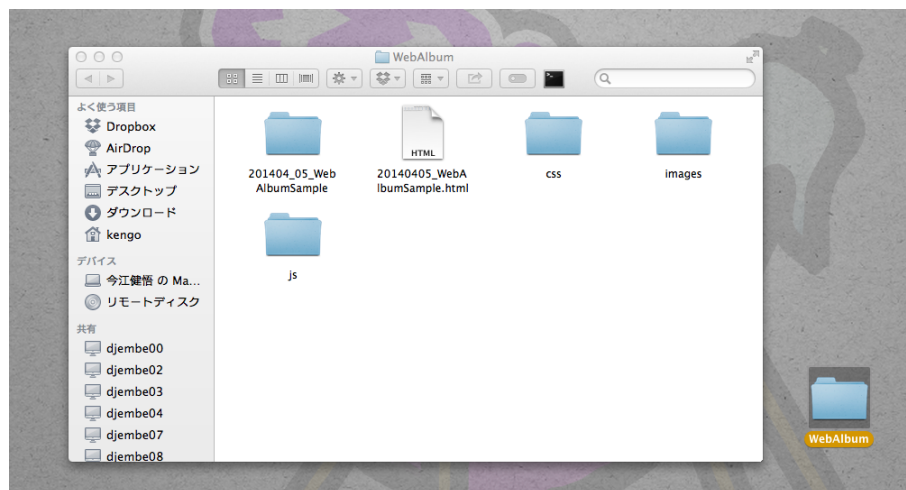 WebAlbum
よく使う項目
Dropbox
AirDrop
アプリケーション
デスクトップ
ダウンロード
kengo
デバイス
今江健悟 の Ma...
リモートディスク
共有
djembe00
djembe02
djembe03
djembe04
djembe07
djembe08
201404_05_Web
AlbumSample
HTML
20140405_WebA
lbumSample.html
css
images
js
WebAlbum